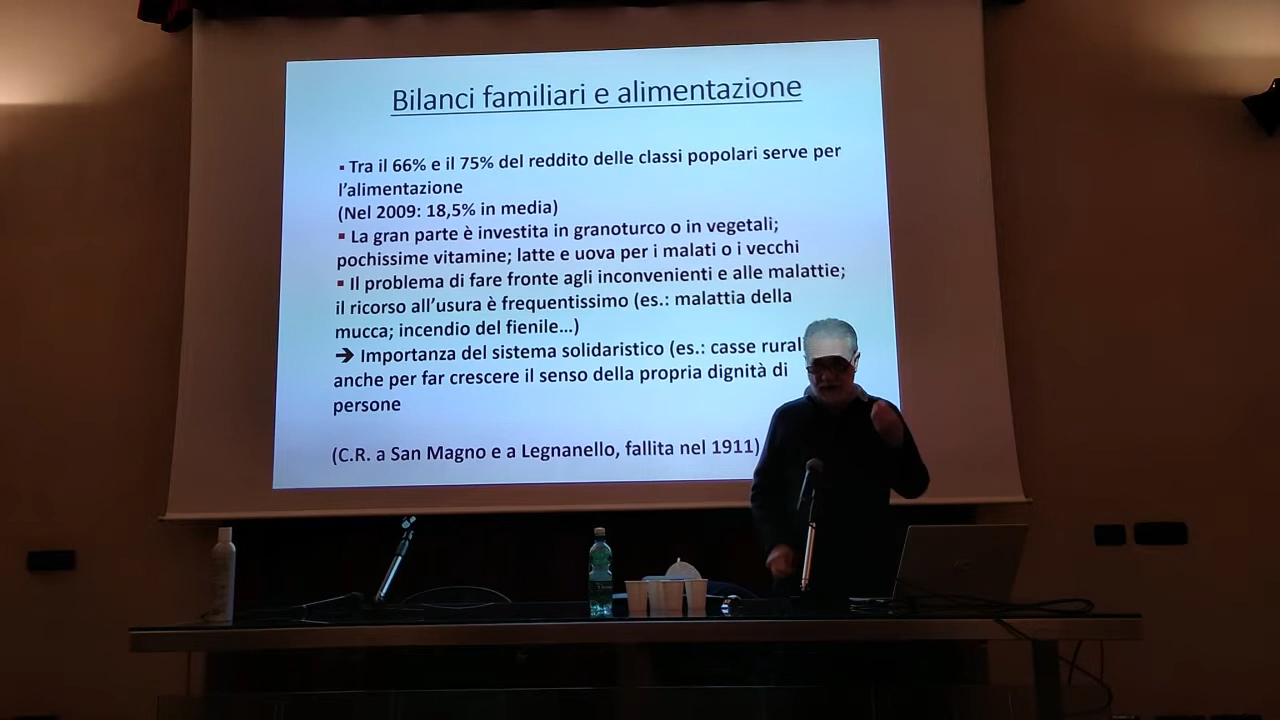 Bilanci familiari e alimentazione
▪ Tra il 66% e il 75% del reddito delle classi popolari serve per
l'alimentazione
(Nel 2009: 18,5% in media)
▪ La gran parte è investita in granoturco o in vegetali;
pochissime vitamine; latte e uova per i malati o i vecchi
▪ Il problema di fare fronte agli inconvenienti e alle malattie;
il ricorso all'usura è frequentissimo (es.: malattia della
mucca; incendio del fienile…)
➔ Importanza del sistema solidaristico (es.: casse rural
anche per far crescere il senso della propria dignità di
persone
(C.R. a San Magno e a Legnanello, fallita nel 1911)